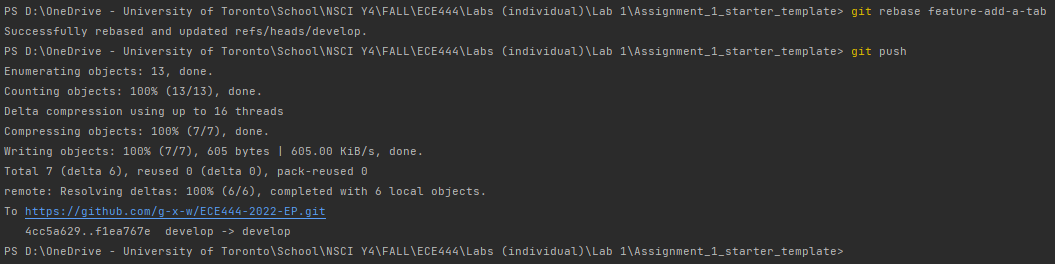 PS D:\OneDrive - University of Toronto\School\NSCI Y4\FALL\ECE444\Labs (individual)\Lab 1\Assignment_1_starter_template> git rebase feature-add-a-tab
Successfully rebased and updated refs/heads/develop.
PS D:\OneDrive - University of Toronto\School\NSCI Y4\FALL\ECE444\Labs (individual)\Lab 1\Assignment_1_starter_template> git push
Enumerating objects: 13, done.
Counting objects: 100% (13/13), done.
Delta compression using up to 16 threads
Compressing objects: 100% (7/7), done.
Writing objects: 100% (7/7), 605 bytes | 605.00 KiB/s, done.
Total 7 (delta 6), reused 0 (delta 0), pack-reused 0
remote: Resolving deltas: 100% (6/6), completed with 6 local objects.
To https://github.com/g-x-w/ECE444-2022-EP.git
   4cc5a629..f1ea767e  develop -> develop
PS D:\OneDrive - University of Toronto\School\NSCI Y4\FALL\ECE444\Labs (individual)\Lab 1\Assignment_1_starter_template>